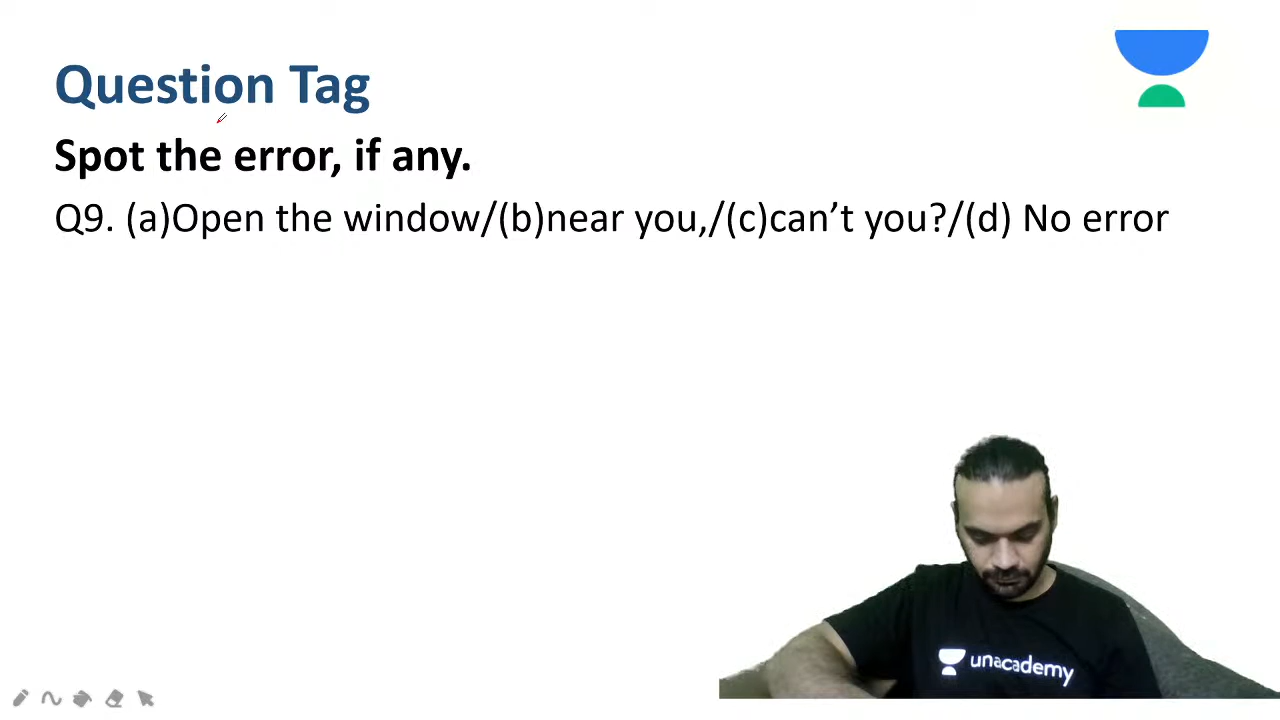 Question Tag
Spot the error, if any.
Q9. (a)Open the window/(b)near you,/(c)can’t you?/(d) No error
unacademy